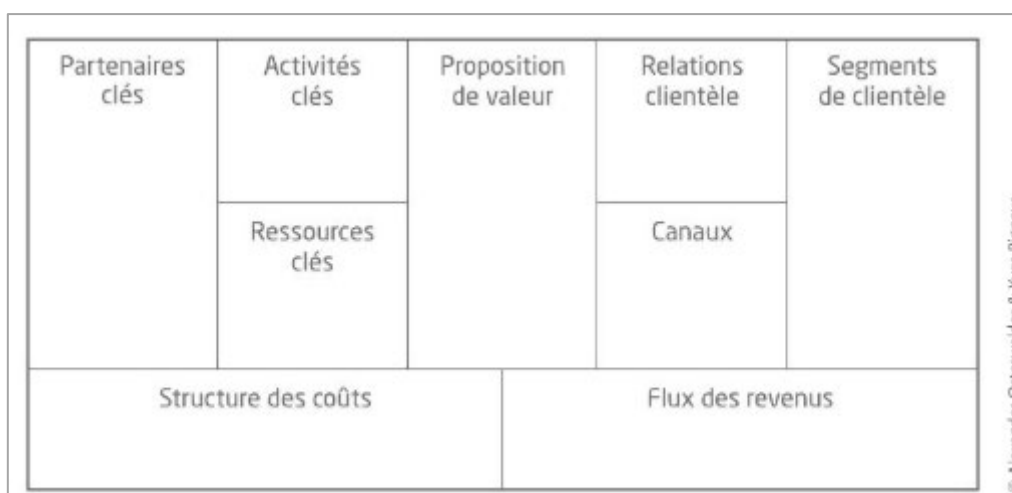 Partenaires
clés
Activités
clés
Proposition
de valeur
Relations
clientèle
Segments
de clientèle
Ressources
clés
Canaux
Structure des coûts
Flux des revenus